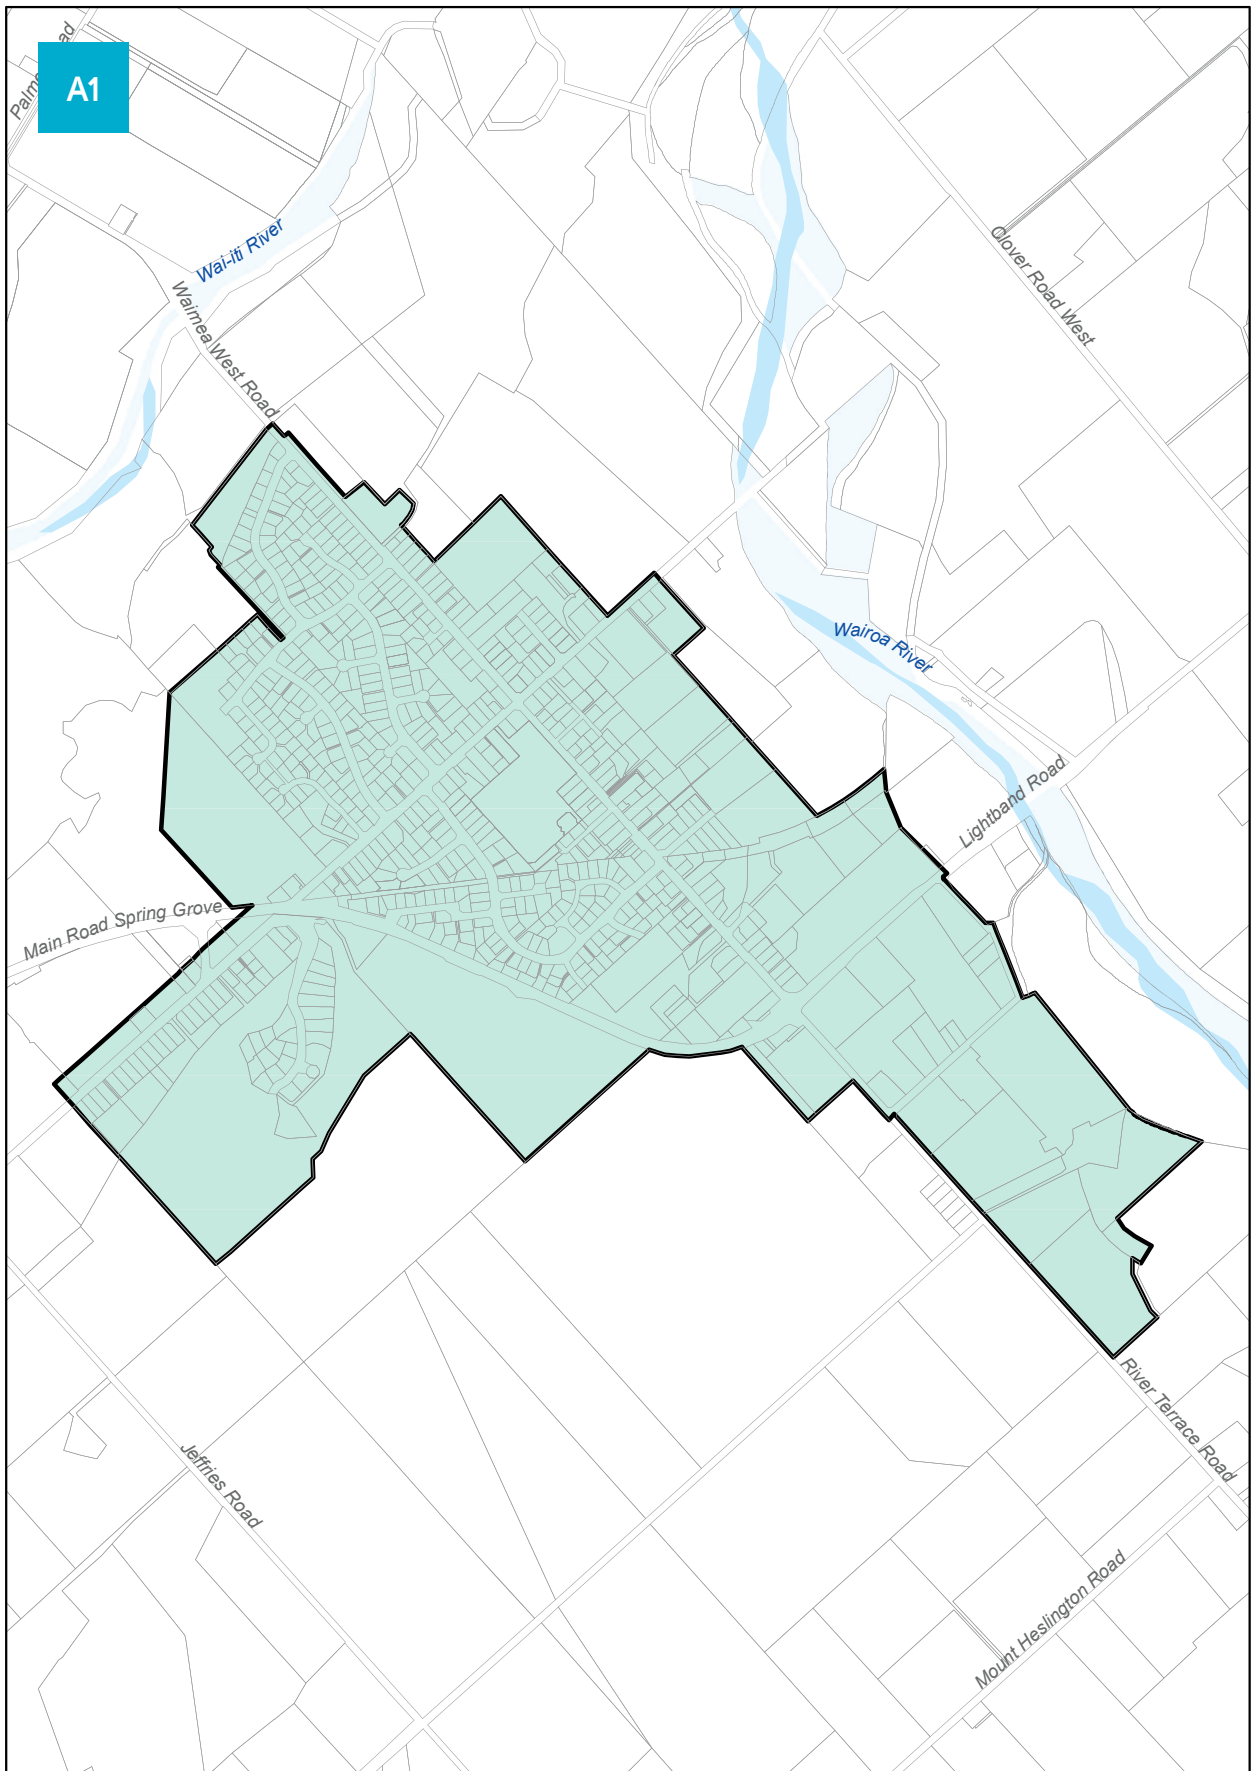 A1
Wai-iti River
Waimea West Road
Clover Road West
Wairoa River
Lightband Road
Main Road Spring Grove
River Terrace Road
Jeffries Road
Mount Heslington Road